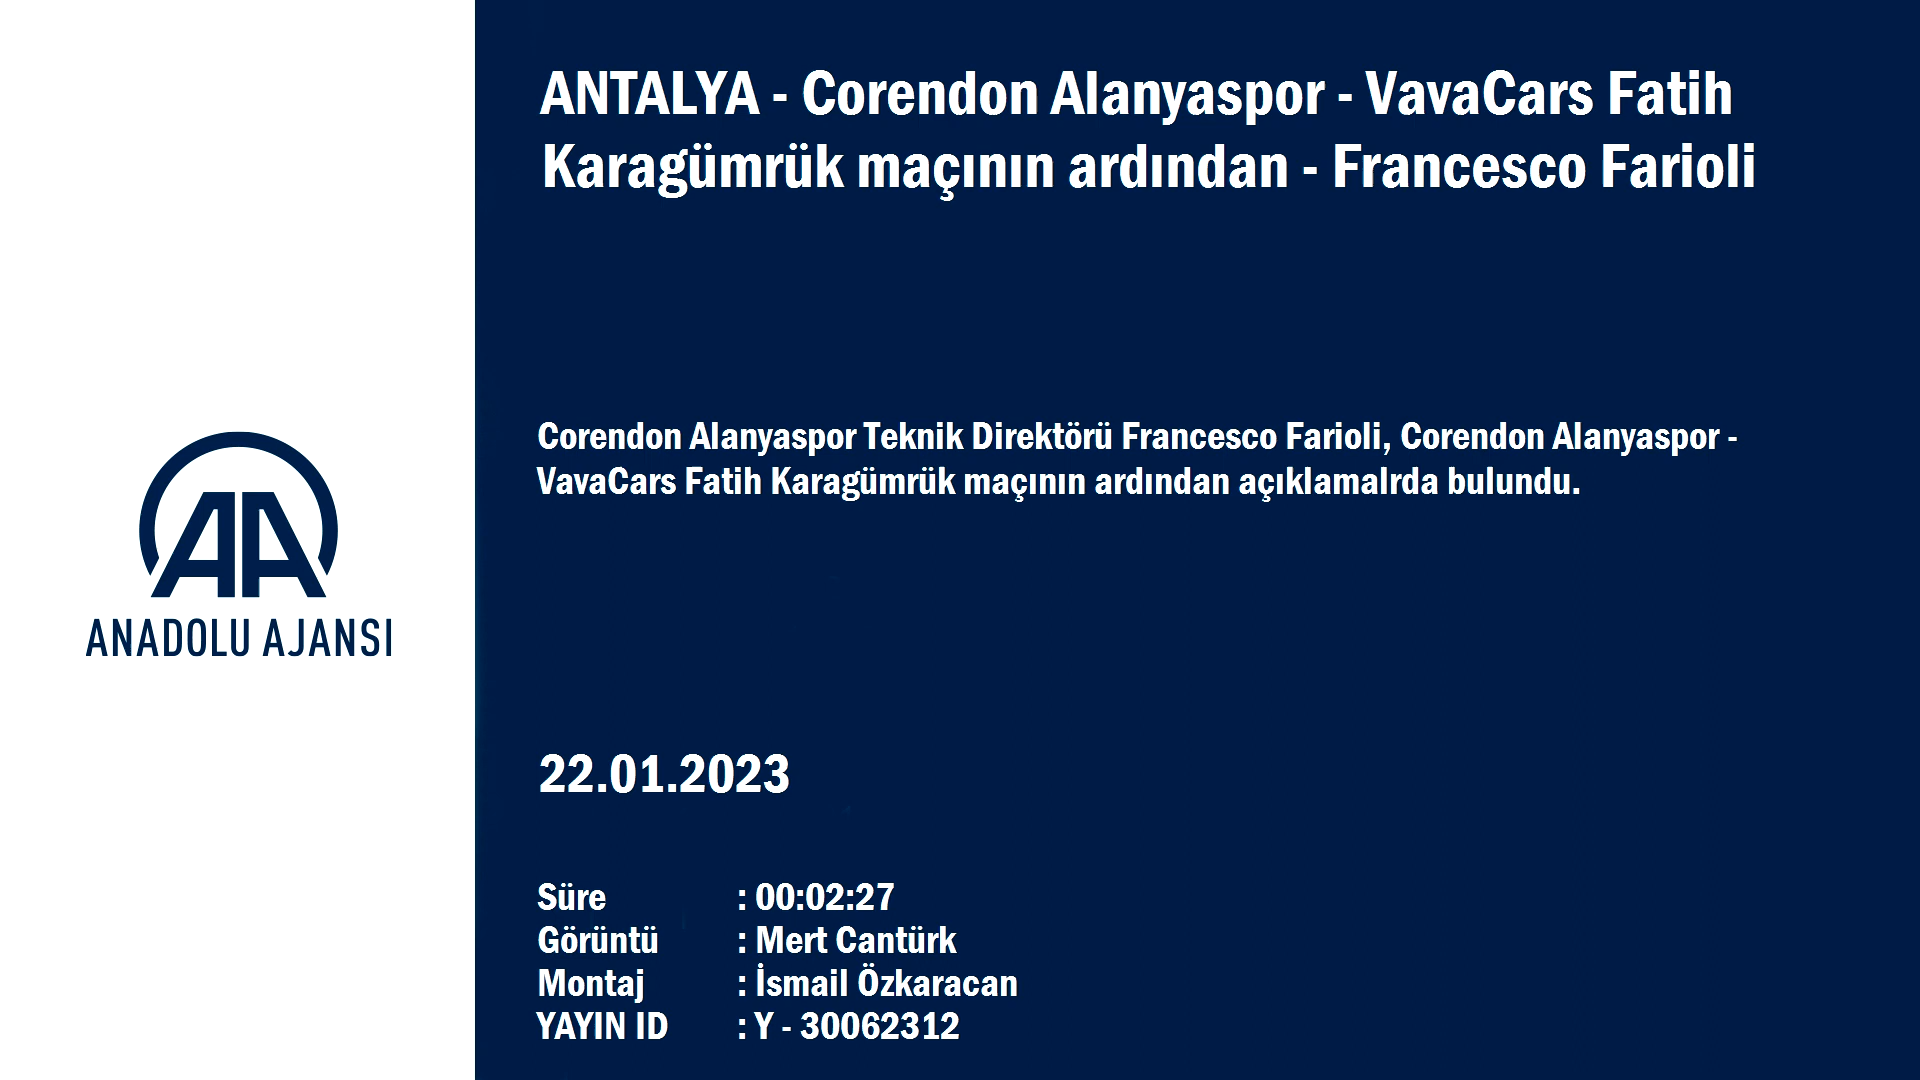 ANTALYA - Corendon Alanyaspor - VavaCars Fatih
Karagümrük maçının ardından - Francesco Farioli
Corendon Alanyaspor Teknik Direktörü Francesco Farioli, Corendon Alanyaspor -
VavaCars Fatih Karagümrük maçının ardından açıklamalrda bulundu.
AA
ANADOLU AJANSI
22.01.2023
Süre : 00:02:27
Görüntü : Mert Cantürk
Montaj : İsmail Özkaracan
YAYIN ID : Y - 30062312